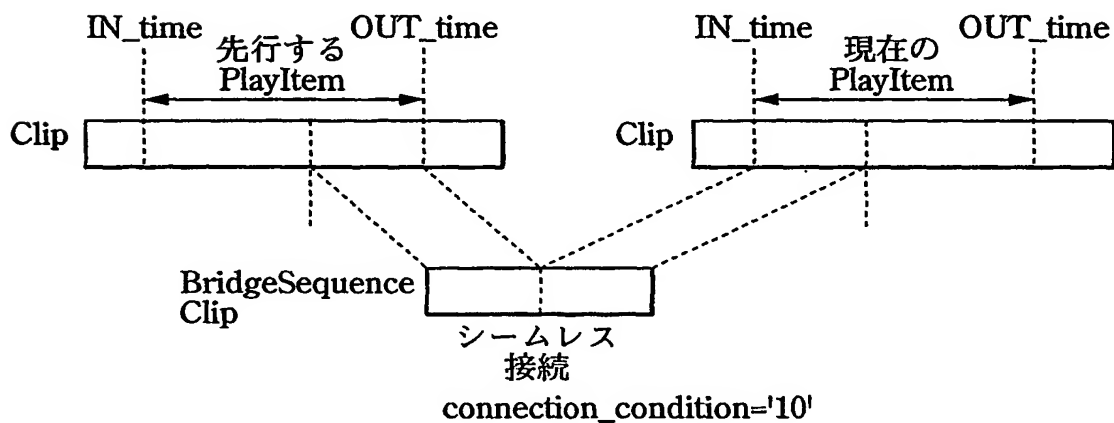 IN_time
OUT_time
IN_time
OUT_time
先行する
PlayItem
現在の
PlayItem
Clip
Clip
BridgeSequence
Clip
シームレス
接続
connection_condition='10'